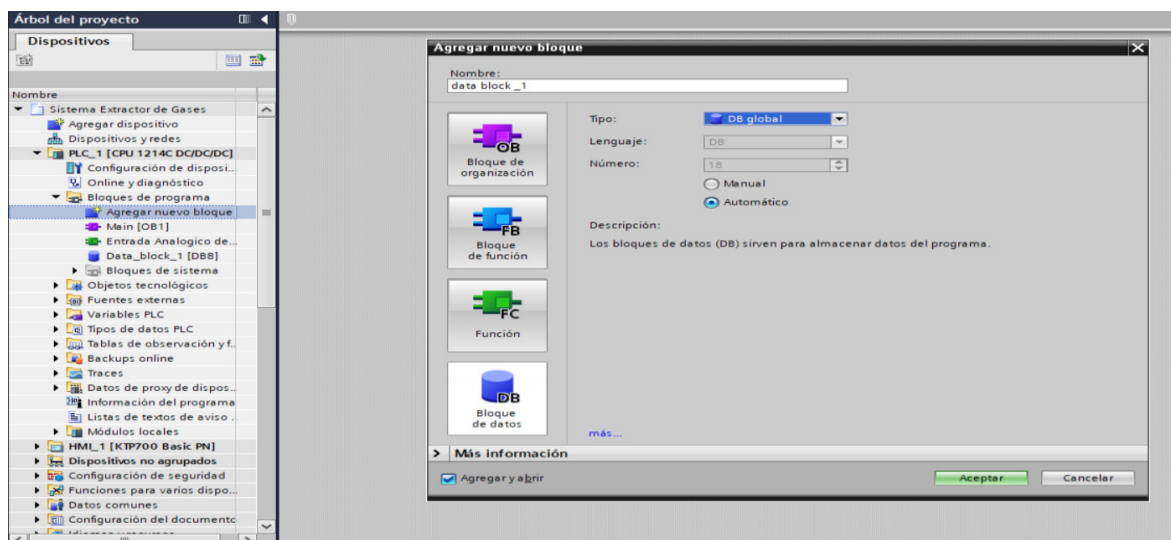 Árbol del proyecto
Dispositivos
Nombre
Sistema Extractor de Gases
Agregar dispositivo
Dispositivos y redes
PLC_1 [CPU 1214C DC/DC/DC]
Configuración de disposi...
Online y diagnóstico
Bloques de programa
Agregar nuevo bloque
Main [OB1]
Entrada Analogico de...
Data_block_1 [DB8]
Bloques de sistema
Objetos tecnológicos
Fuentes externas
Variables PLC
Tipos de datos PLC
Tablas de observación y f..
Backups online
Traces
Datos de proxy de dispos..
Información del programa
Listas de textos de aviso .
Módulos locales
HMI_1 [KTP700 Basic PN]
Dispositivos no agrupados
Configuración de seguridad
Funciones para varios dispo...
Datos comunes
Configuración del documento
Agregar nuevo bloque
Nombre:
data block _1
OB
Bloque de
organización
FB
Bloque
de función
FC
Función
DB
Bloque
de datos
Tipo: DB global
Lenguaje: DB
Número: 18
Manual
Automático
Descripción:
Los bloques de datos (DB) sirven para almacenar datos del programa.
más...
> Más información
Agregar y abrir
Aceptar Cancelar